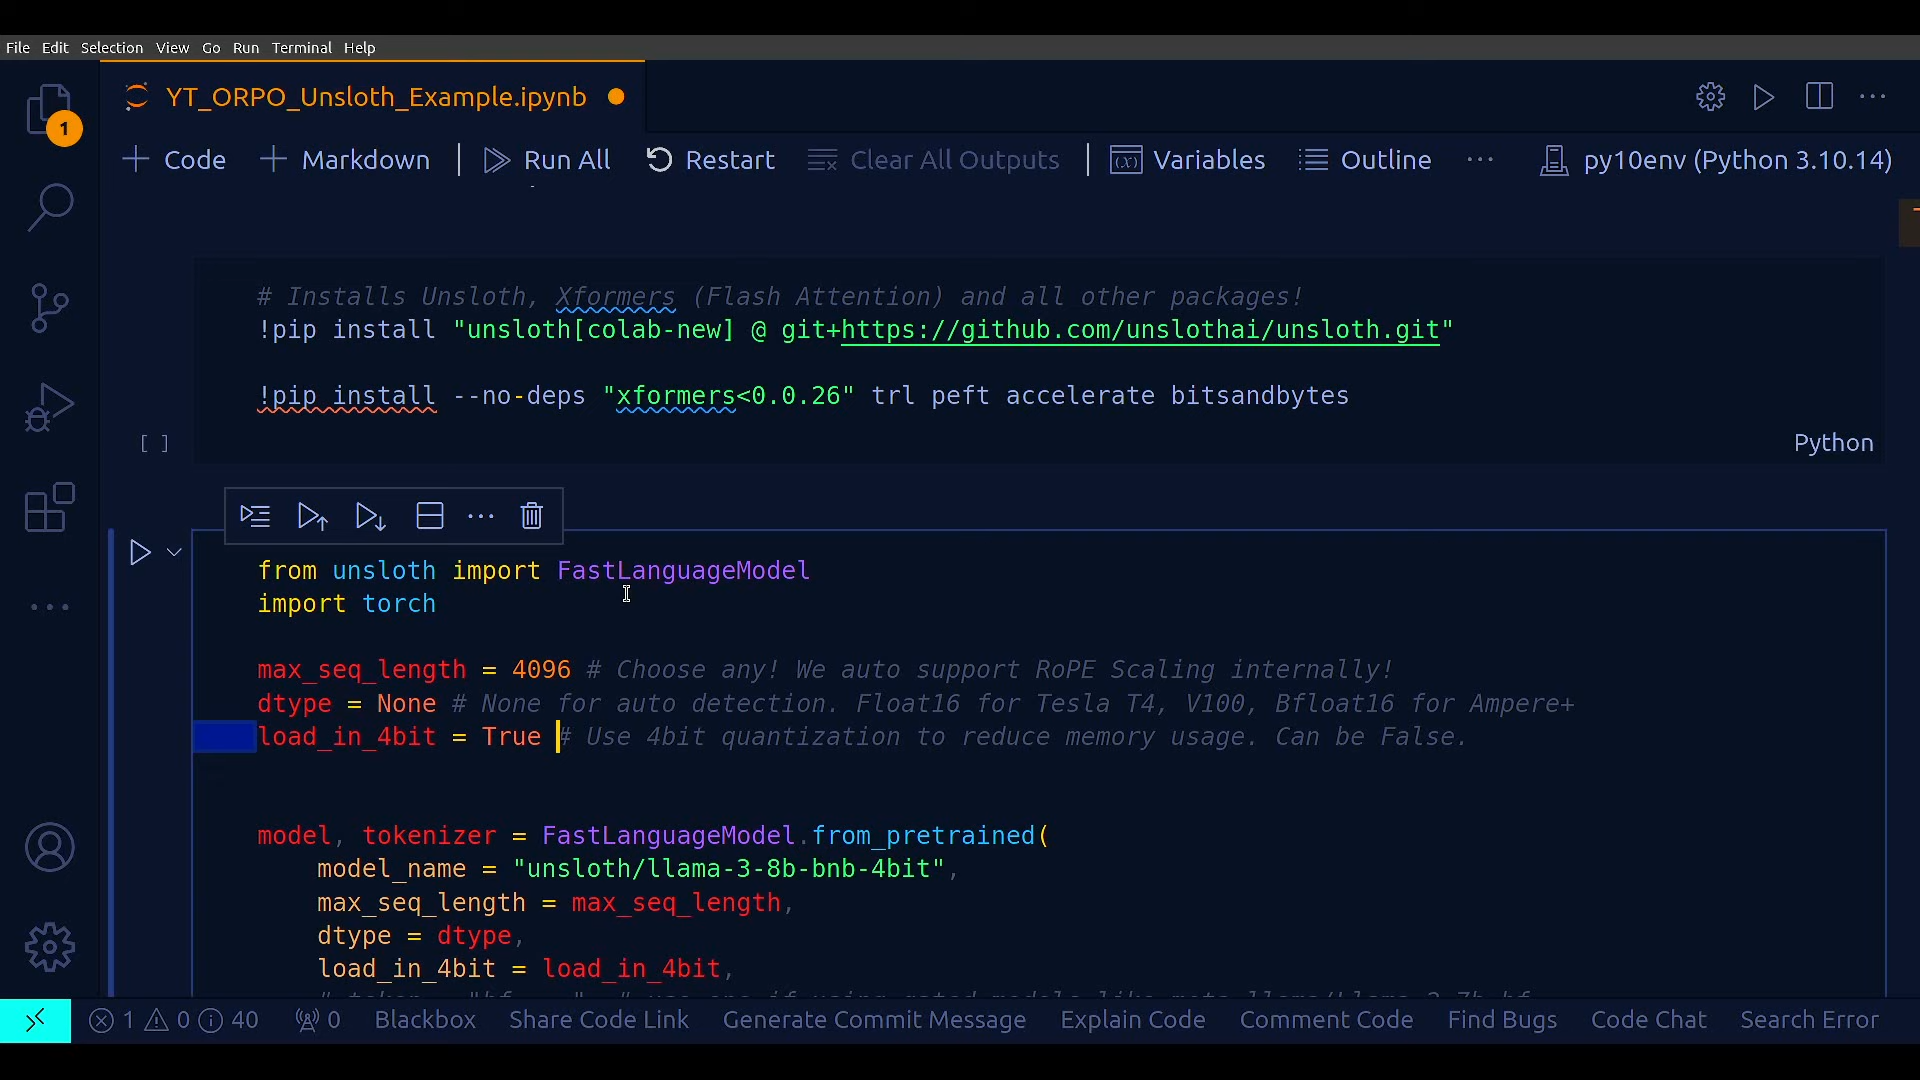 File Edit Selection View Go Run Terminal Help
YT_ORPO_Unsloth_Example.ipynb
1
Code Markdown Run All Restart Clear All Outputs Variables Outline py10env (Python 3.10.14)
# Installs Unsloth, Xformers (Flash Attention) and all other packages!
!pip install "unsloth[colab-new] @ git+https://github.com/unslothai/unsloth.git"
!pip install --no-deps "xformers<0.0.26" trl peft accelerate bitsandbytes
[ ]
Python
from unsloth import FastLanguageModel
import torch
max_seq_length = 4096 # Choose any! We auto support RoPE Scaling internally!
dtype = None # None for auto detection. Float16 for Tesla T4, V100, Bfloat16 for Ampere+
load_in_4bit = True # Use 4bit quantization to reduce memory usage. Can be False.
model, tokenizer = FastLanguageModel.from_pretrained(
model_name = "unsloth/llama-3-8b-bnb-4bit",
max_seq_length = max_seq_length,
dtype = dtype,
load_in_4bit = load_in_4bit,
1 0 40 0 Blackbox Share Code Link Generate Commit Message Explain Code Comment Code Find Bugs Code Chat Search Error